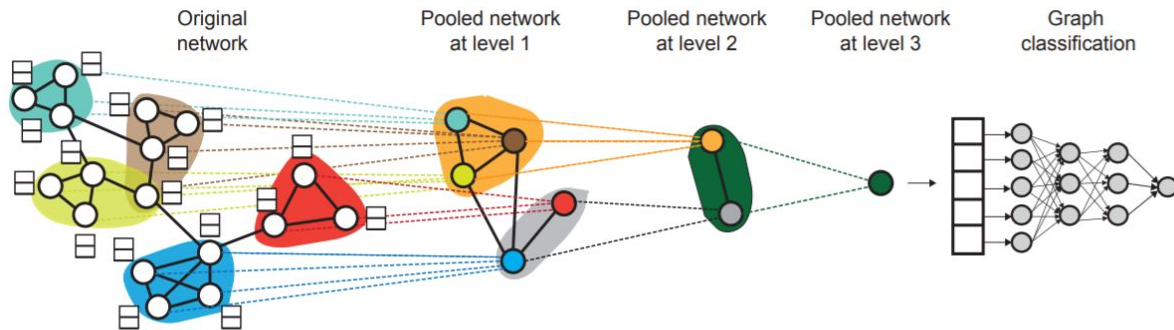 Original
network
Pooled network
at level 1
Pooled network
at level 2
Pooled network
at level 3
Graph
classification